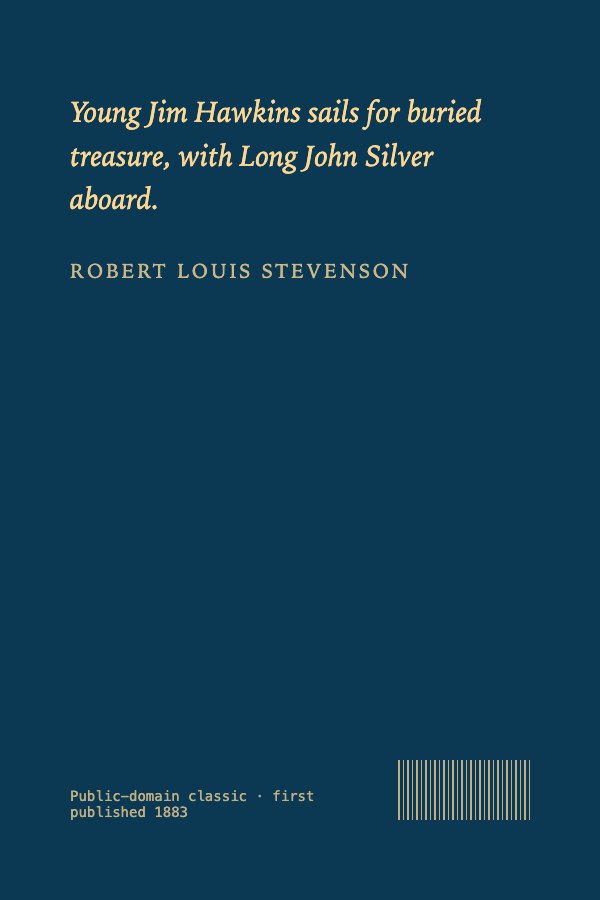 Young Jim Hawkins sails for buried
treasure, with Long John Silver
aboard.
ROBERT LOUIS STEVENSON
Public-domain classic · first
published 1883